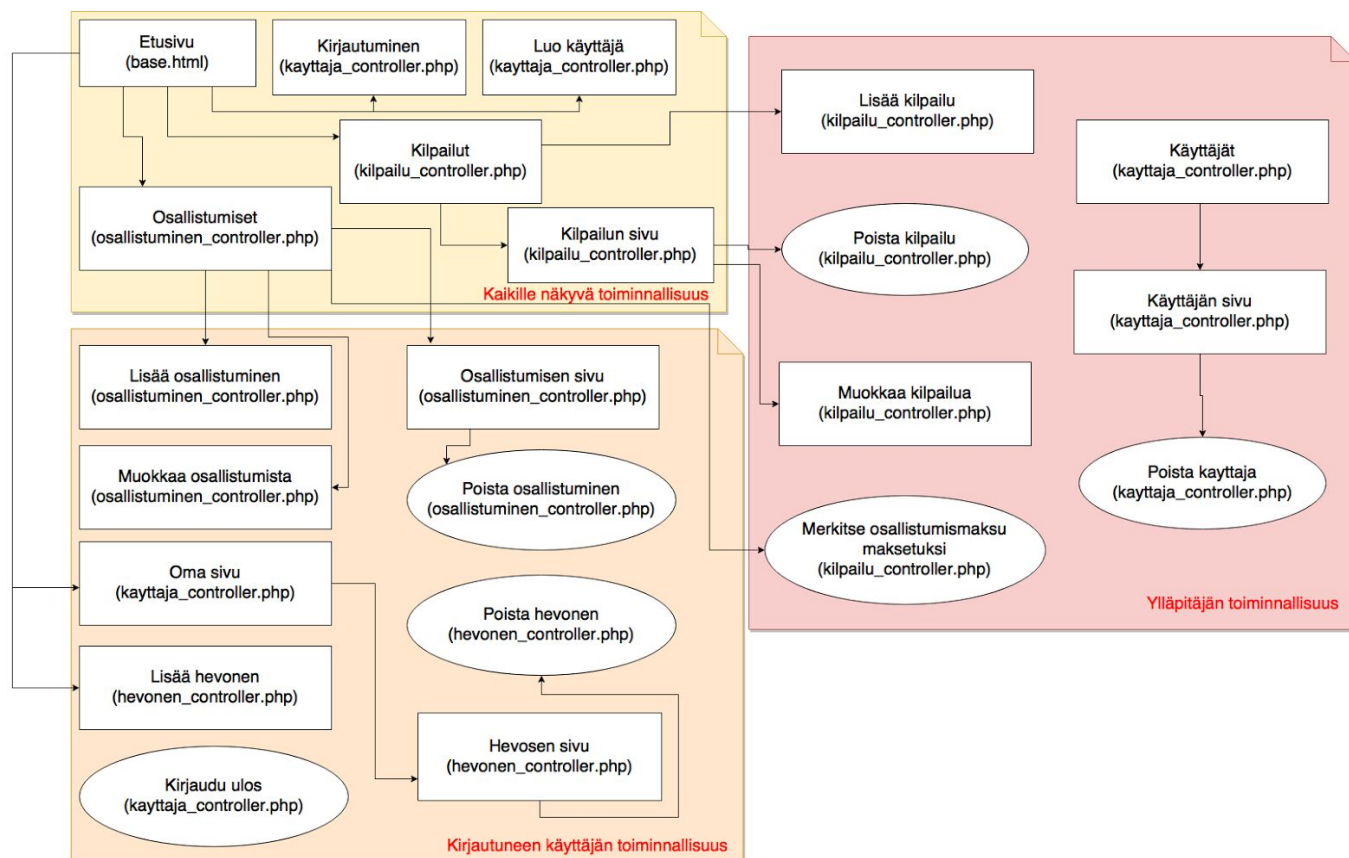 Etusivu
(base.html)
Kirjautuminen
(kayttaja_controller.php)
Luo käyttäjä
(kayttaja_controller.php)
Kilpailut
(kilpailu_controller.php)
Osallistumiset
(osallistuminen_controller.php)
Kilpailun sivu
(kilpailu_controller.php)
Kaikille näkyvä toiminnallisuus
Lisää kilpailu
(kilpailu_controller.php)
Käyttäjät
(kayttaja_controller.php)
Poista kilpailu
(kilpailu_controller.php)
Käyttäjän sivu
(kayttaja_controller.php)
Muokkaa kilpailua
(kilpailu_controller.php)
Poista kayttaja
(kayttaja_controller.php)
Merkitse osallistumismaksu
maksetuksi
(kilpailu_controller.php)
Ylläpitäjän toiminnallisuus
Lisää osallistuminen
(osallistuminen_controller.php)
Osallistumisen sivu
(osallistuminen_controller.php)
Muokkaa osallistumista
(osallistuminen_controller.php)
Poista osallistuminen
(osallistuminen_controller.php)
Oma sivu
(kayttaja_controller.php)
Poista hevonen
(hevonen_controller.php)
Lisää hevonen
(hevonen_controller.php)
Hevosen sivu
(hevonen_controller.php)
Kirjaudu ulos
(kayttaja_controller.php)
Kirjautuneen käyttäjän toiminnallisuus